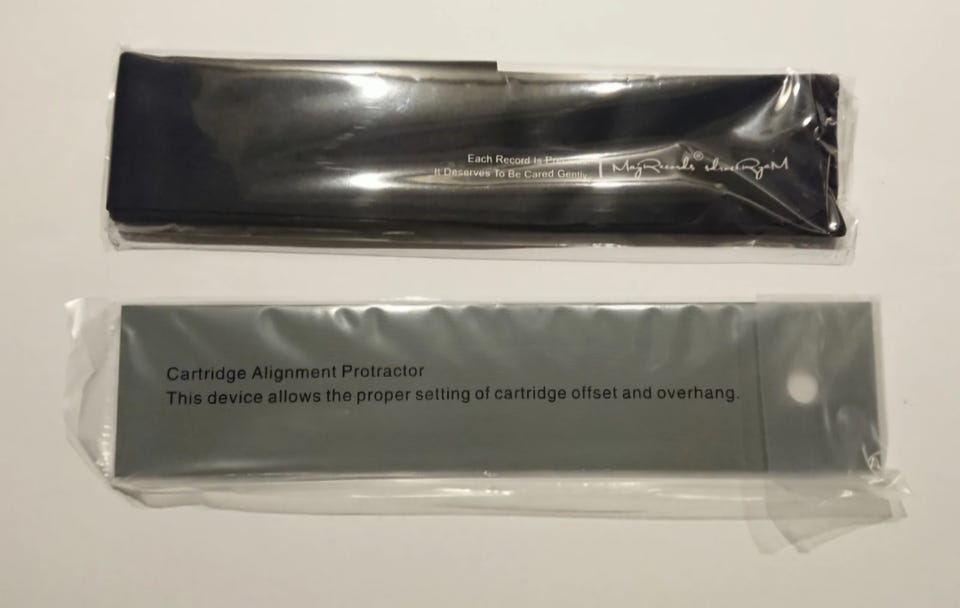 Each Record Is
It Deserves To Be Cared Gently
MajRecords®
Cartridge Alignment Protractor
This device allows the proper setting of cartridge offset and overhang.